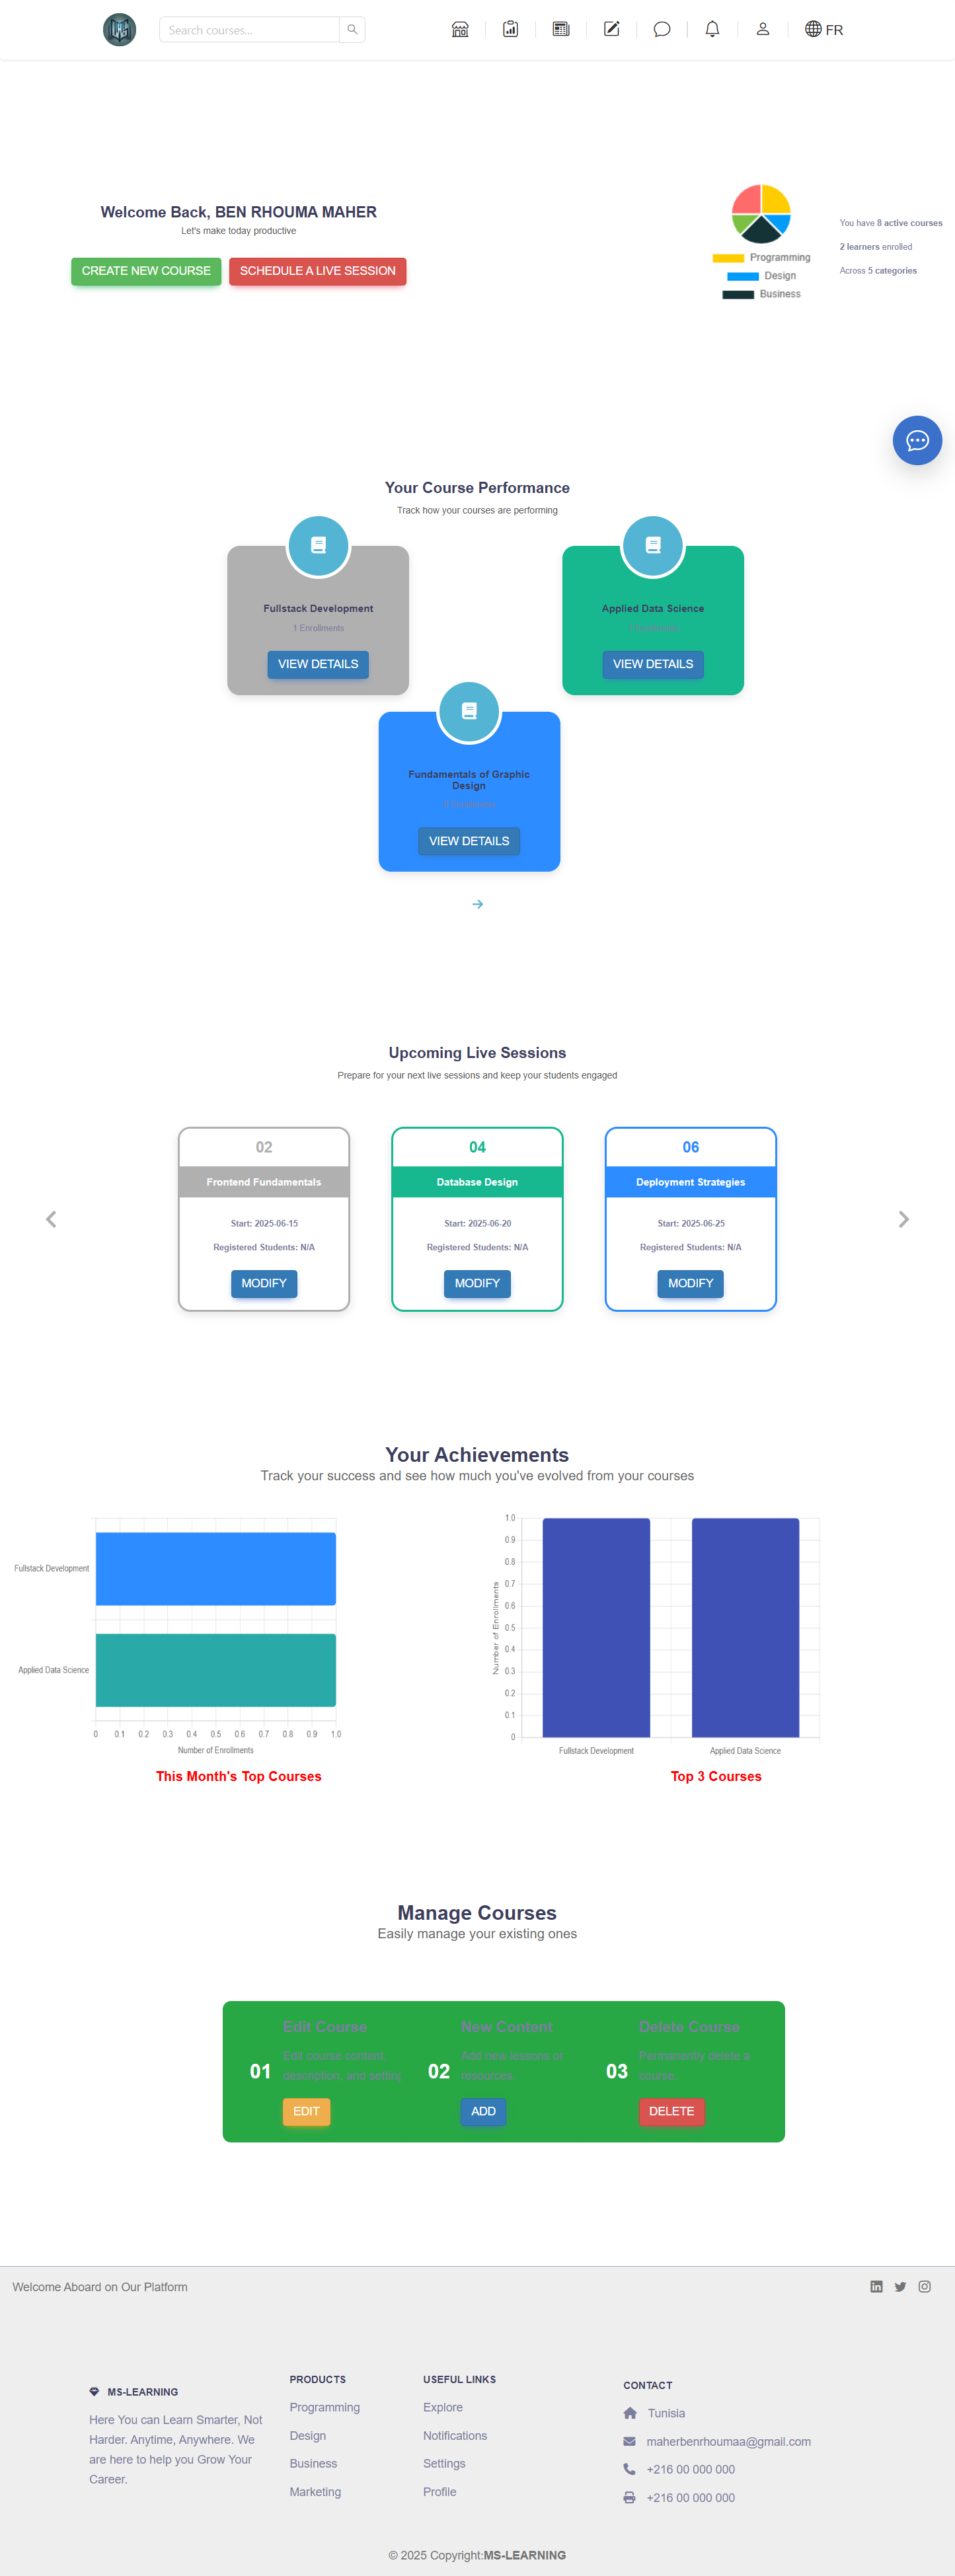 Search courses...
FR
Welcome Back, BEN RHOUMA MAHER
Let's make today productive
CREATE NEW COURSE
SCHEDULE A LIVE SESSION
Programming
Design
Business
You have 8 active courses
2 learners enrolled
Across 5 categories
Your Course Performance
Track how your courses are performing
Fullstack Development
1 Enrollments
VIEW DETAILS
Applied Data Science
1 Enrollments
VIEW DETAILS
Fundamentals of Graphic
Design
Enrollments
VIEW DETAILS
Upcoming Live Sessions
Prepare for your next live sessions and keep your students engaged
02
Frontend Fundamentals
Start: 2025-06-15
Registered Students: N/A
MODIFY
04
Database Design
Start: 2025-06-20
Registered Students: N/A
MODIFY
06
Deployment Strategies
Start: 2025-06-25
Registered Students: N/A
MODIFY
Your Achievements
Track your success and see how much you've evolved from your courses
Fullstack Development
Applied Data Science
0 0.1 0.2 0.3 0.4 0.5 0.6 0.7 0.8 0.9 1.0
Number of Enrollments
This Month's Top Courses
1.0
0.9
0.8
0.7
0.6
0.5
0.4
0.3
0.2
0.1
0
Number of Enrollments
Fullstack Development Applied Data Science
Top 3 Courses
Manage Courses
Easily manage your existing ones
01
Edit Course
Edit course content,
description, and setting
EDIT
02
New Content
Add new lessons or
resources.
ADD
03
Delete Course
Permanently delete a
course.
DELETE
Welcome Aboard on Our Platform
MS-LEARNING
Here You can Learn Smarter, Not
Harder. Anytime, Anywhere. We
are here to help you Grow Your
Career.
PRODUCTS
Programming
Design
Business
Marketing
USEFUL LINKS
Explore
Notifications
Settings
Profile
CONTACT
Tunisia
maherbenrhoumaa@gmail.com
+216 00 000 000
+216 00 000 000
© 2025 Copyright:MS-LEARNING